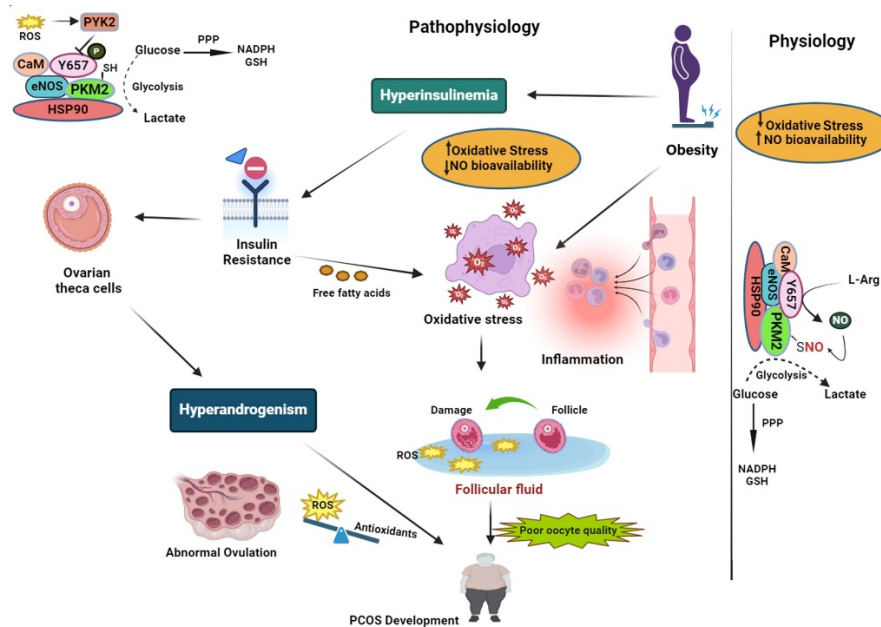 Pathophysiology
Physiology
ROS
PYK2
P
CaM
Y657
SH
eNOS
PKM2
HSP90
Glucose
PPP
NADPH
GSH
Glycolysis
Lactate
Hyperinsulinemia
Obesity
↑Oxidative Stress
↓NO bioavailability
Insulin
Resistance
Ovarian
theca cells
Free fatty acids
O₂
Oxidative stress
Inflammation
Hyperandrogenism
Damage
Follicle
ROS
Follicular fluid
Poor oocyte quality
ROS
Antioxidants
Abnormal Ovulation
PCOS Development
↓Oxidative Stress
↑NO bioavailability
HSP90
eNOS
CaM
Y657
PKM2
L-Arg
NO
SNO
Glycolysis
Glucose
Lactate
PPP
NADPH
GSH